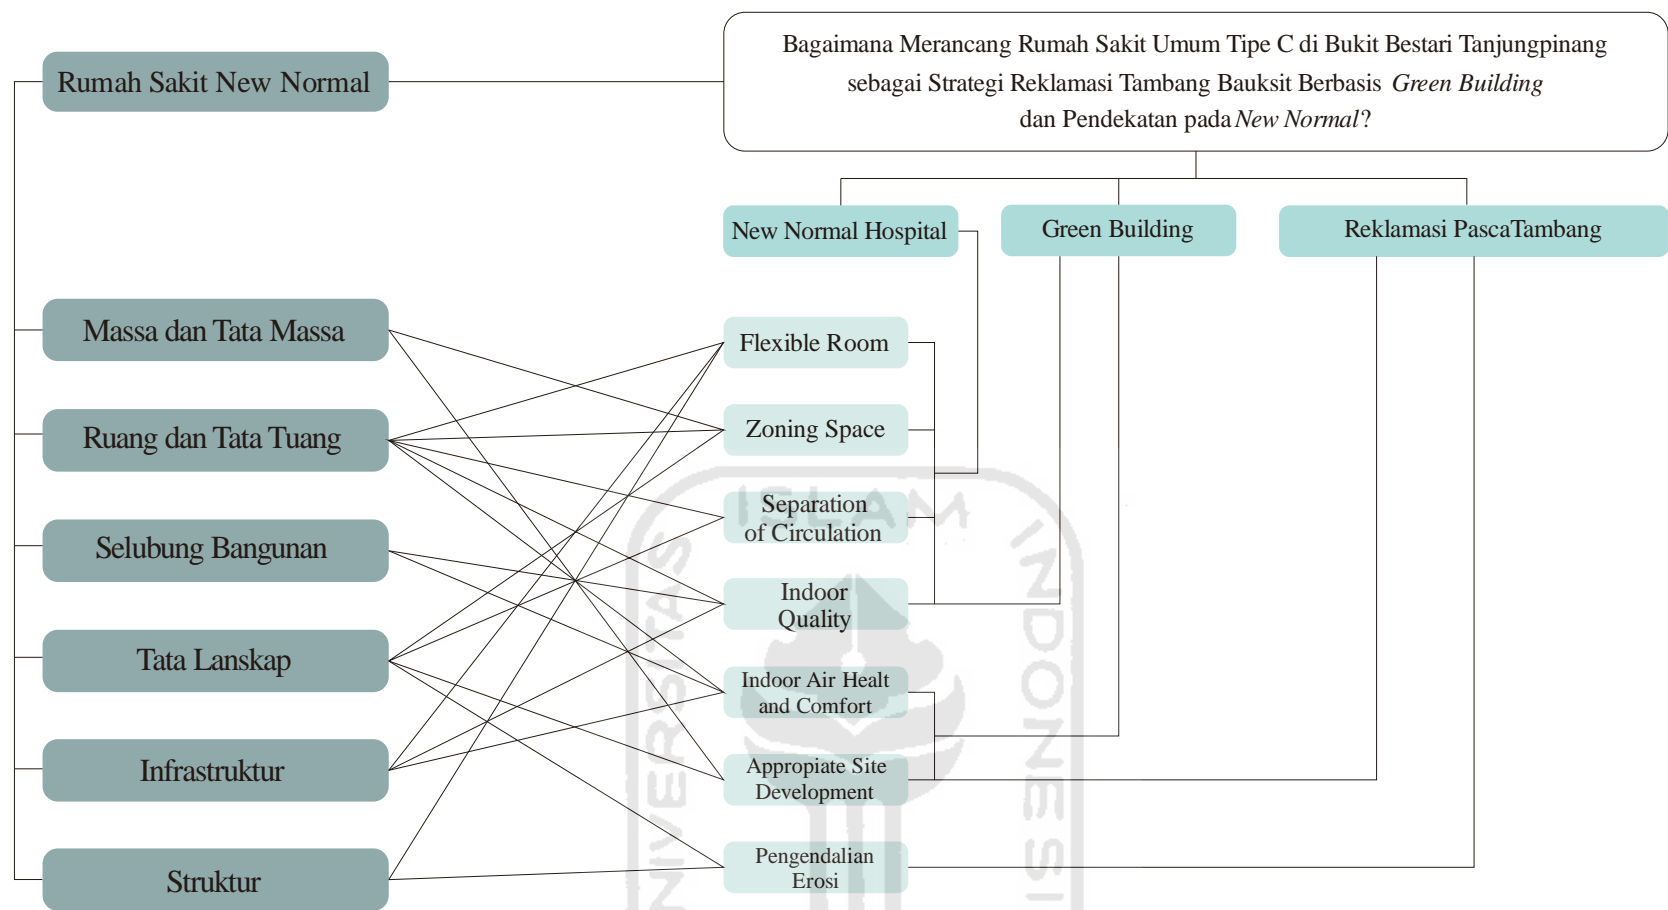 Rumah Sakit New Normal
Bagaimana Merancang Rumah Sakit Umum Tipe C di Bukit Bestari Tanjungpinang
sebagai Strategi Reklamasi Tambang Bauksit Berbasis Green Building
dan Pendekatan pada New Normal?
New Normal Hospital
Green Building
Reklamasi PascaTambang
Massa dan Tata Massa
Ruang dan Tata Tuang
Selubung Bangunan
Tata Lanskap
Infrastruktur
Struktur
Flexible Room
Zoning Space
Separation
of Circulation
Indoor
Quality
Indoor Air Healt
and Comfort
Appropiate Site
Development
Pengendalian
Erosi
ISLAM
UNIVERSITAS
INDONESI